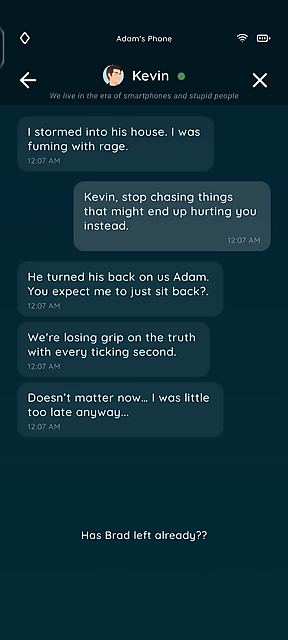 Adam's Phone
Kevin
We live in the era of smartphones and stupid people
I stormed into his house. I was
fuming with rage.
12:07 AM
Kevin, stop chasing things
that might end up hurting you
instead.
12:07 AM
He turned his back on us Adam.
You expect me to just sit back?.
12:07 AM
We're losing grip on the truth
with every ticking second.
12:07 AM
Doesn't matter now... I was little
too late anyway...
12:07 AM
Has Brad left already??